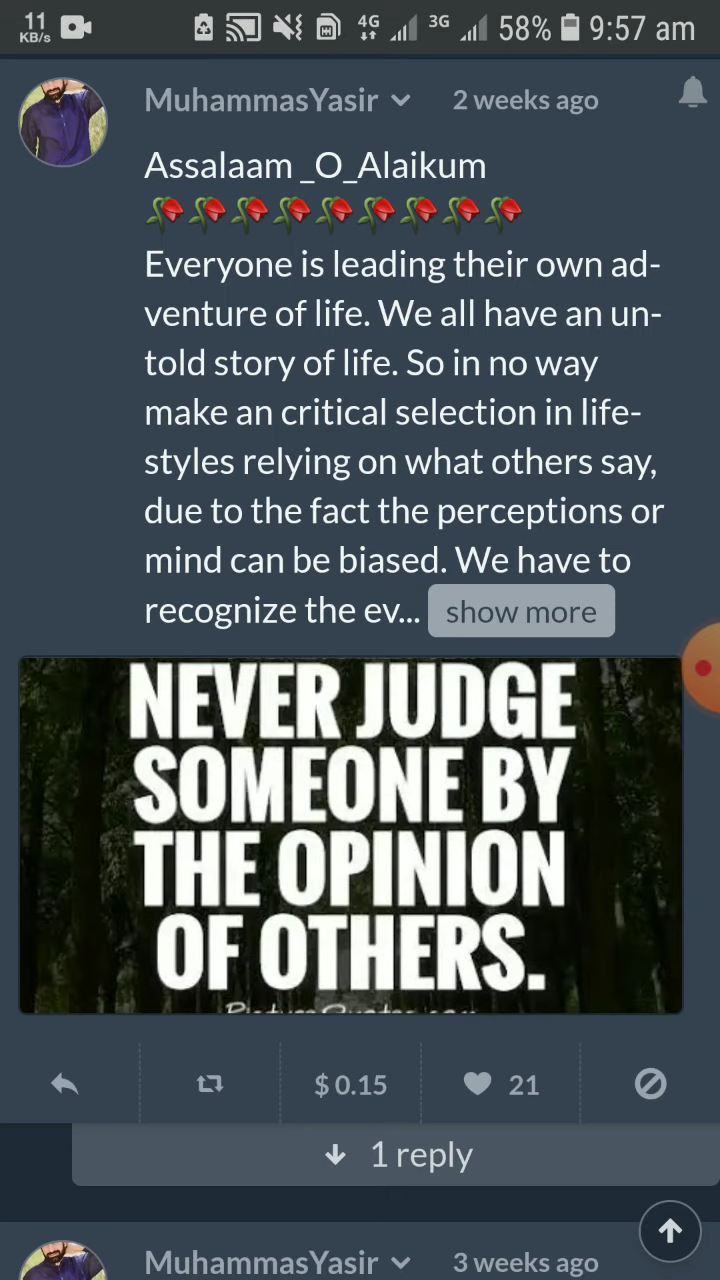 11
KB/s
4G 3G 58% 9:57 am
MuhammasYasir 2 weeks ago
Assalaam _O_Alaikum
Everyone is leading their own ad-
venture of life. We all have an un-
told story of life. So in no way
make an critical selection in life-
styles relying on what others say,
due to the fact the perceptions or
mind can be biased. We have to
recognize the ev... show more
NEVER JUDGE
SOMEONE BY
THE OPINION
OF OTHERS.
$ 0.15 21
1 reply
MuhammasYasir 3 weeks ago